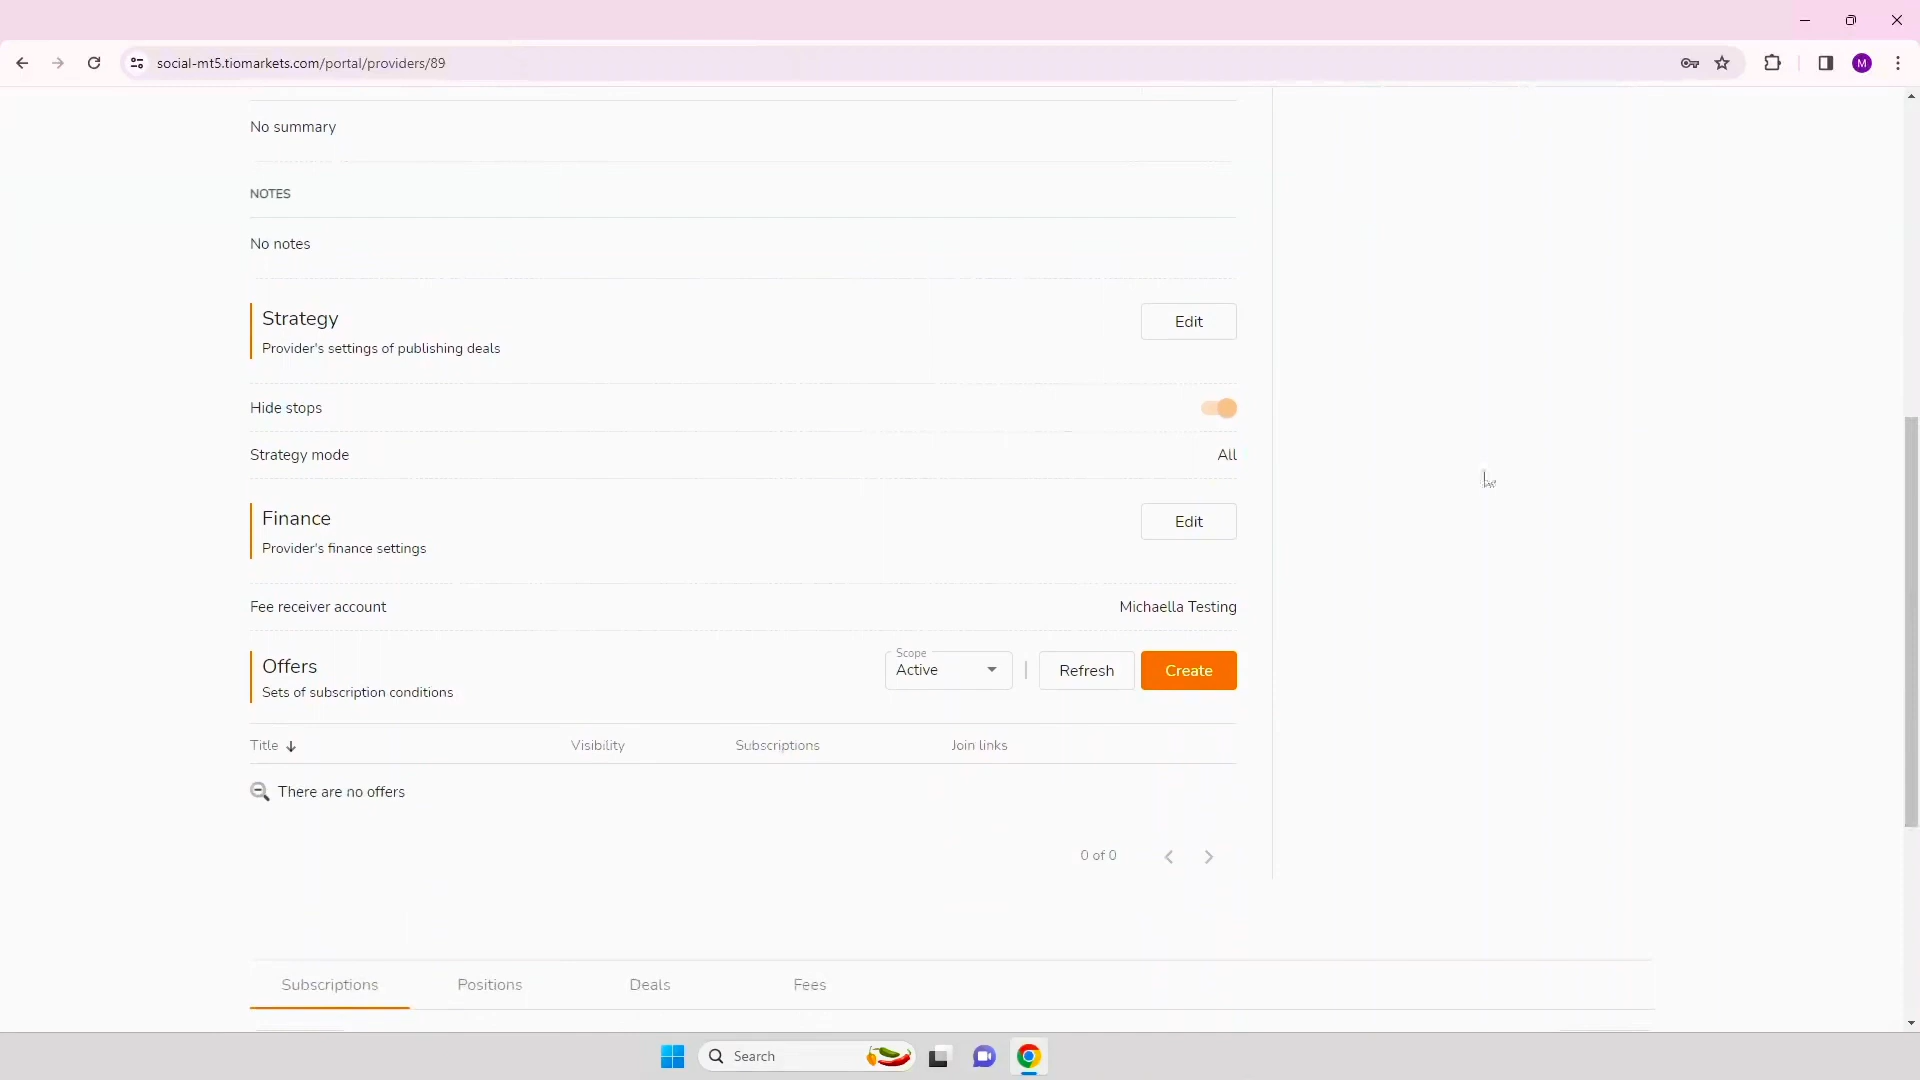 social-mt5.tiomarkets.com/portal/providers/89
M
No summary
NOTES
No notes
Strategy
Edit
Provider's settings of publishing deals
Hide stops
Strategy mode
All
Finance
Edit
Provider's finance settings
Fee receiver account
Michaella Testing
Offers
Scope
Active
Refresh
Create
Sets of subscription conditions
Title
Visibility
Subscriptions
Join links
There are no offers
0 of 0
Subscriptions
Positions
Deals
Fees
Search